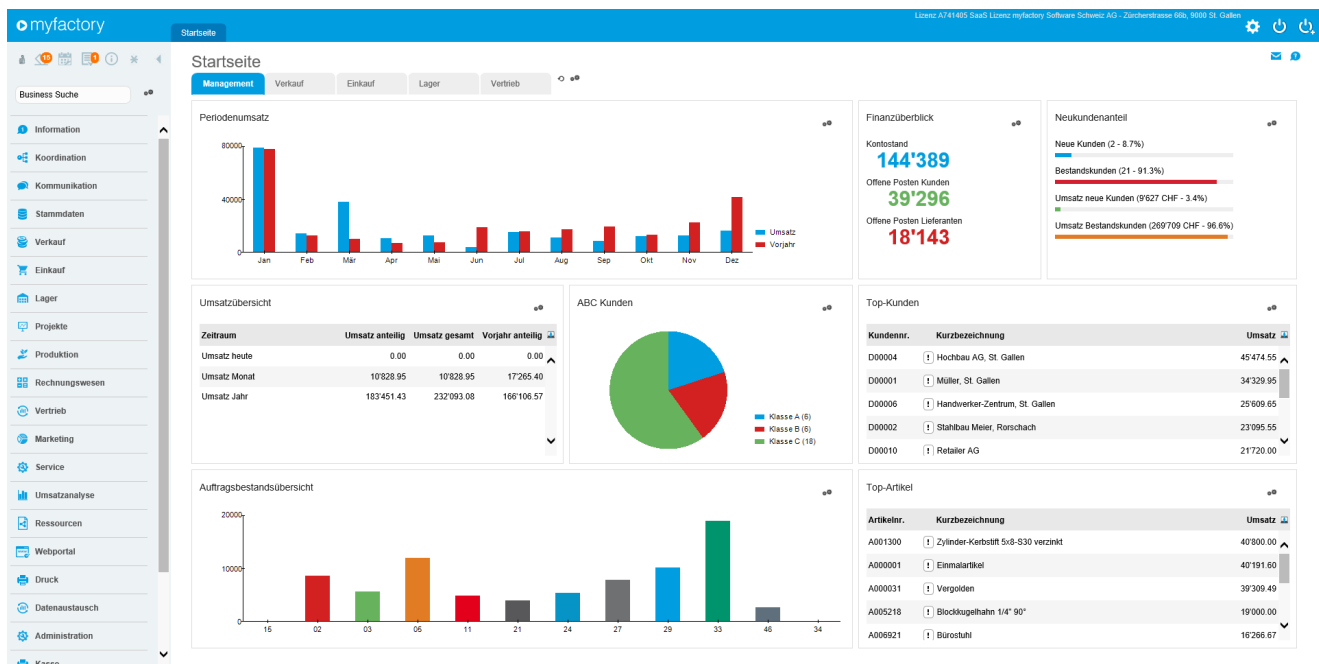 myfactory
Startseite
Lizenz A741405 SaaS Lizenz myfactory Software Schweiz AG - Zürcherstrasse 66b, 9000 St. Gallen
15
1
Business Suche
Information
Koordination
Kommunikation
Stammdaten
Verkauf
Einkauf
Lager
Projekte
Produktion
Rechnungswesen
Vertrieb
Marketing
Service
Umsatzanalyse
Ressourcen
Webportal
Druck
Datenaustausch
Administration
Kasse
Startseite
Management Verkauf Einkauf Lager Vertrieb
Periodenumsatz
80000
40000
0
Jan Feb Mär Apr Mai Jun Jul Aug Sep Okt Nov Dez
Umsatz
Vorjahr
Finanzüberblick
Kontostand
144'389
Offene Posten Kunden
39'296
Offene Posten Lieferanten
18'143
Neukundenanteil
Neue Kunden (2 - 8.7%)
Bestandskunden (21 - 91.3%)
Umsatz neue Kunden (9'627 CHF - 3.4%)
Umsatz Bestandskunden (269'709 CHF - 96.6%)
Umsatzübersicht
Zeitraum Umsatz anteilig Umsatz gesamt Vorjahr anteilig
Umsatz heute 0.00 0.00 0.00
Umsatz Monat 10'828.95 10'828.95 17'265.40
Umsatz Jahr 183'451.43 232'093.08 166'106.57
ABC Kunden
Klasse A (6)
Klasse B (6)
Klasse C (18)
Top-Kunden
Kundennr. Kurzbezeichnung Umsatz
D00004 ! Hochbau AG, St. Gallen 45'474.55
D00001 ! Müller, St. Gallen 34'329.95
D00006 ! Handwerker-Zentrum, St. Gallen 25'609.65
D00002 ! Stahlbau Meier, Rorschach 23'095.55
D00010 ! Retailer AG 21'720.00
Auftragsbestandsübersicht
20000
10000
0
15 02 03 06 11 21 24 27 29 33 46 34
Top-Artikel
Artikelnr. Kurzbezeichnung Umsatz
A001300 ! Zylinder-Kerbstift 5x8-S30 verzinkt 40'800.00
A000001 ! Einmalartikel 40'191.60
A000031 ! Vergolden 39'309.49
A005218 ! Blockkugelhahn 1/4" 90° 19'000.00
A006921 ! Bürostuhl 16'266.67